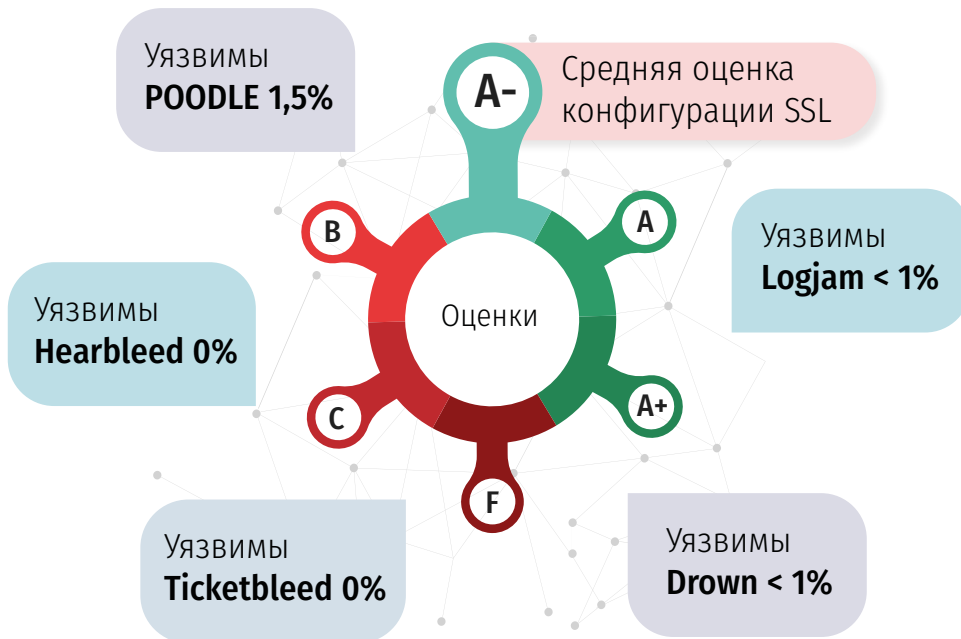 Уязвимы
POODLE 1,5%
A-
Средняя оценка
конфигурации SSL
B
A
Уязвимы
Logjam < 1%
Уязвимы
Hearbleed 0%
Оценки
C
A+
F
Уязвимы
Ticketbleed 0%
Уязвимы
Drown < 1%